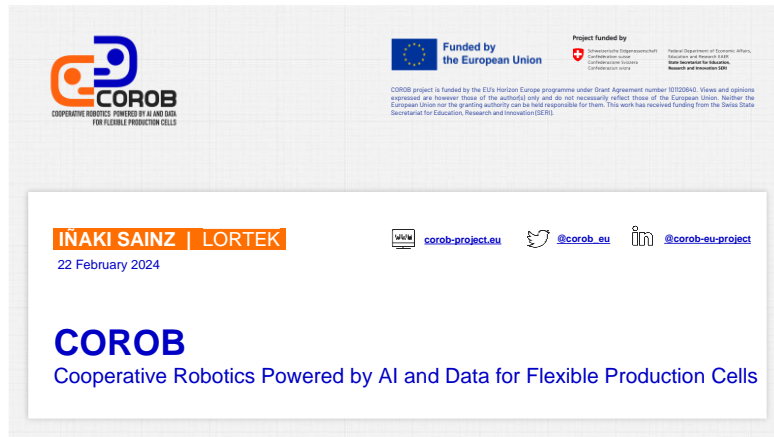 COROB
COOPERATIVE ROBOTICS POWERED BY AI AND DATA
FOR FLEXIBLE PRODUCTION CELLS
Funded by
the European Union
Project funded by
Schweizerische Eidgenossenschaft
Confédération suisse
Confederazione Svizzera
Confederaziun svizra
Federal Department of Economic Affairs,
Education and Research EAER
State Secretariat for Education,
Research and Innovation SERI
COROB project is funded by the EU's Horizon Europe programme under Grant Agreement number 101120640. Views and opinions
expressed are however those of the author(s) only and do not necessarily reflect those of the European Union. Neither the
European Union nor the granting authority can be held responsible for them. This work has received funding from the Swiss State
Secretariat for Education, Research and Innovation (SERI).
IÑAKI SAINZ | LORTEK
22 February 2024
WWW
corob-project.eu
@corob_eu
in
@corob-eu-project
COROB
Cooperative Robotics Powered by AI and Data for Flexible Production Cells